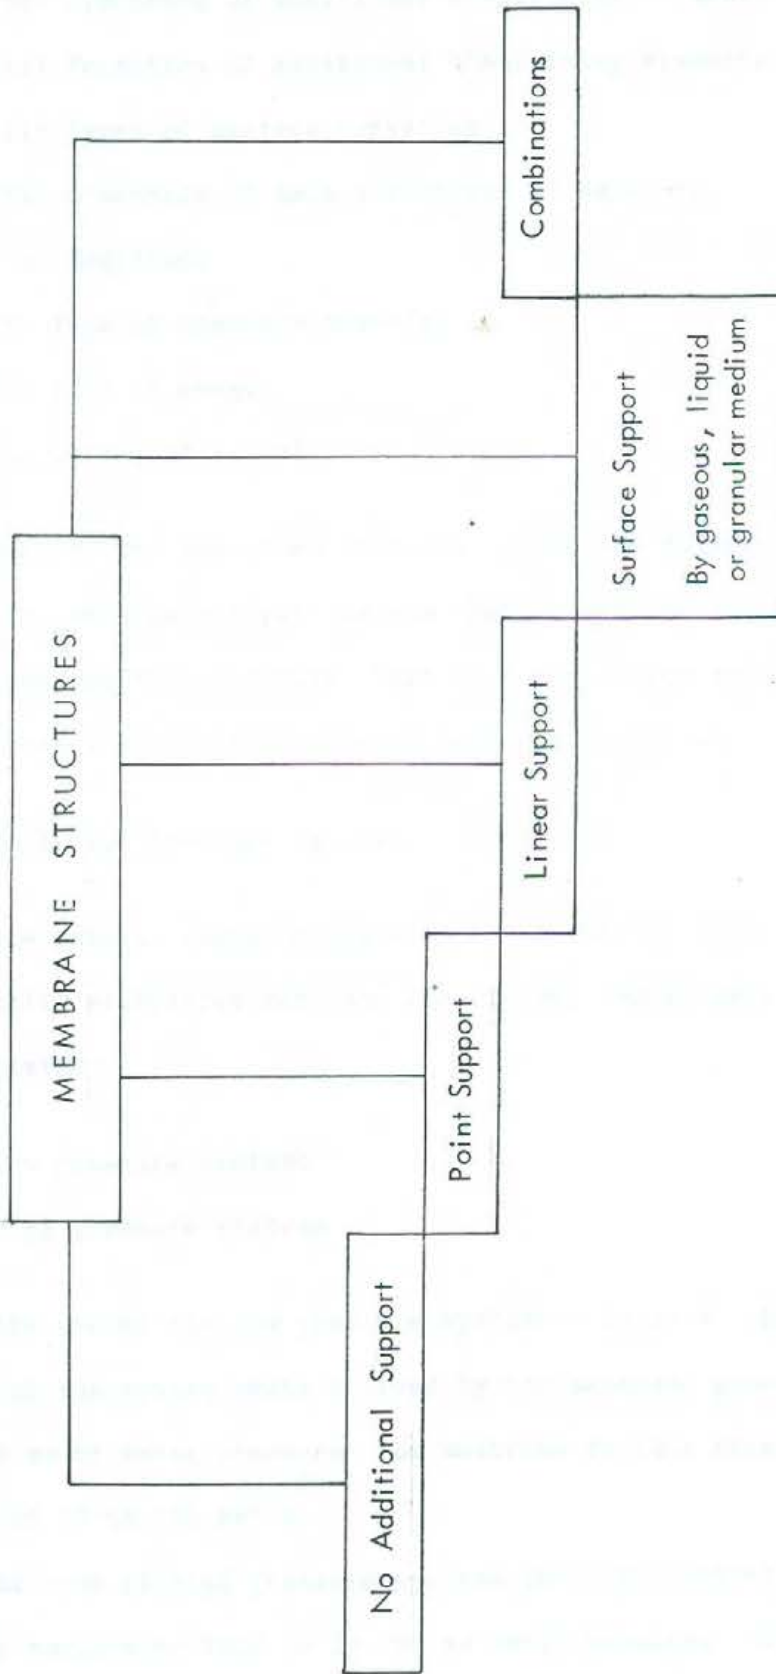 MEMBRANE STRUCTURES
No Additional Support
Point Support
Linear Support
Surface Support
By gaseous, liquid
or granular medium
Combinations